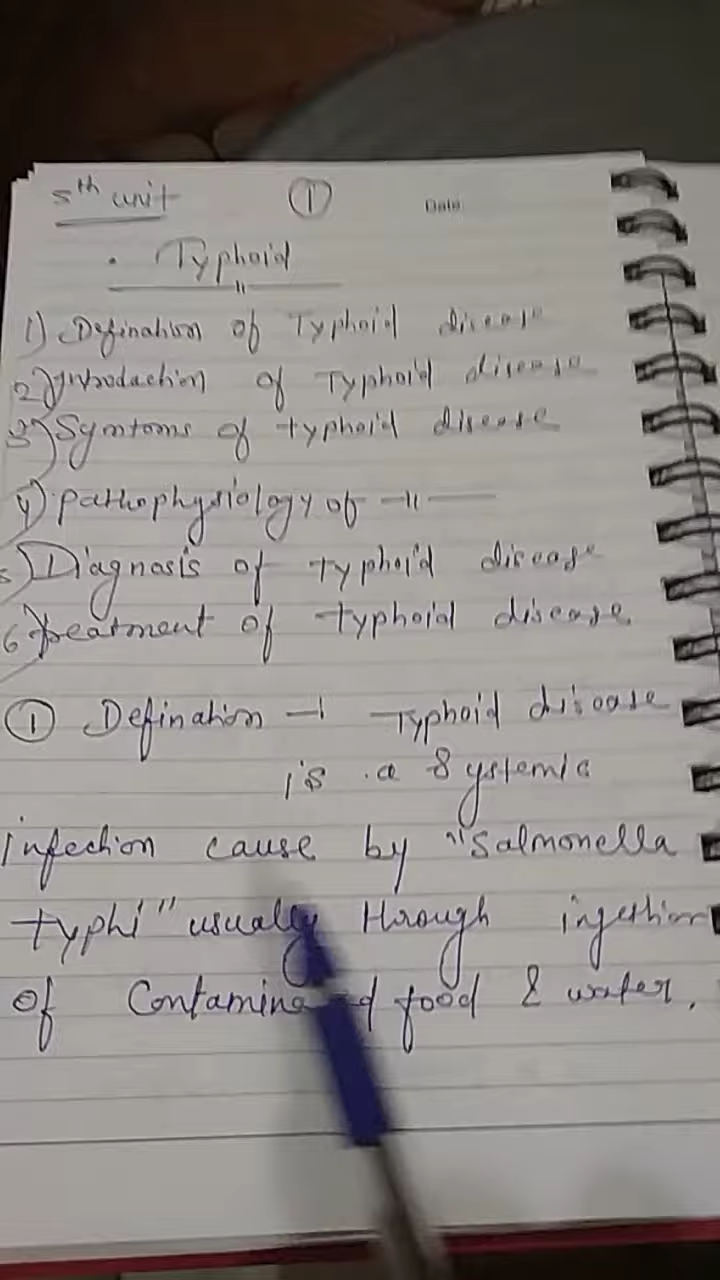 5th unit ① Date
• Typhoid
1) Defination of Typhoid disease
2) Introdaction of Typhoid disease
3) Symtoms of typhoid disease
4) pathophysiology of —11——
5) Diagnosis of typhoid disease
6) treatment of typhoid disease.
① Defination → Typhoid disease
is a Systemic
infection cause by "Salmonella
typhi" usually through ingestion
of Contaminated food & water.